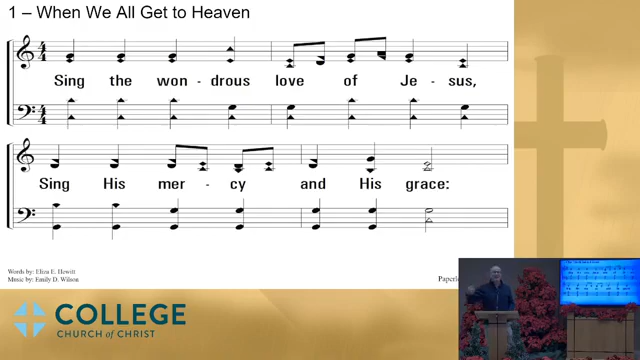 1 – When We All Get to Heaven
Sing the won - drous love of Je - sus,
Sing His mer - cy and His grace:
Words by: Eliza E. Hewitt
Music by: Emily D. Wilson
COLLEGE
CHURCH of CHRIST